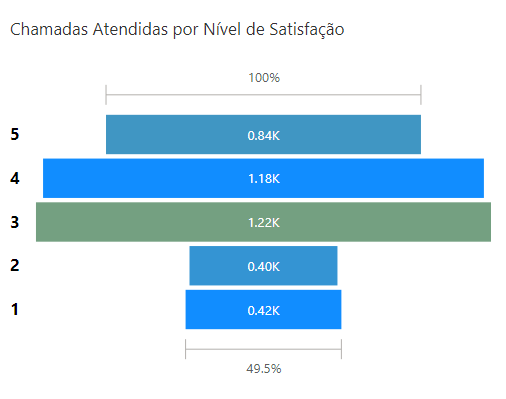 Chamadas Atendidas por Nível de Satisfação
100%
5 0.84K
4 1.18K
3 1.22K
2 0.40K
1 0.42K
49.5%